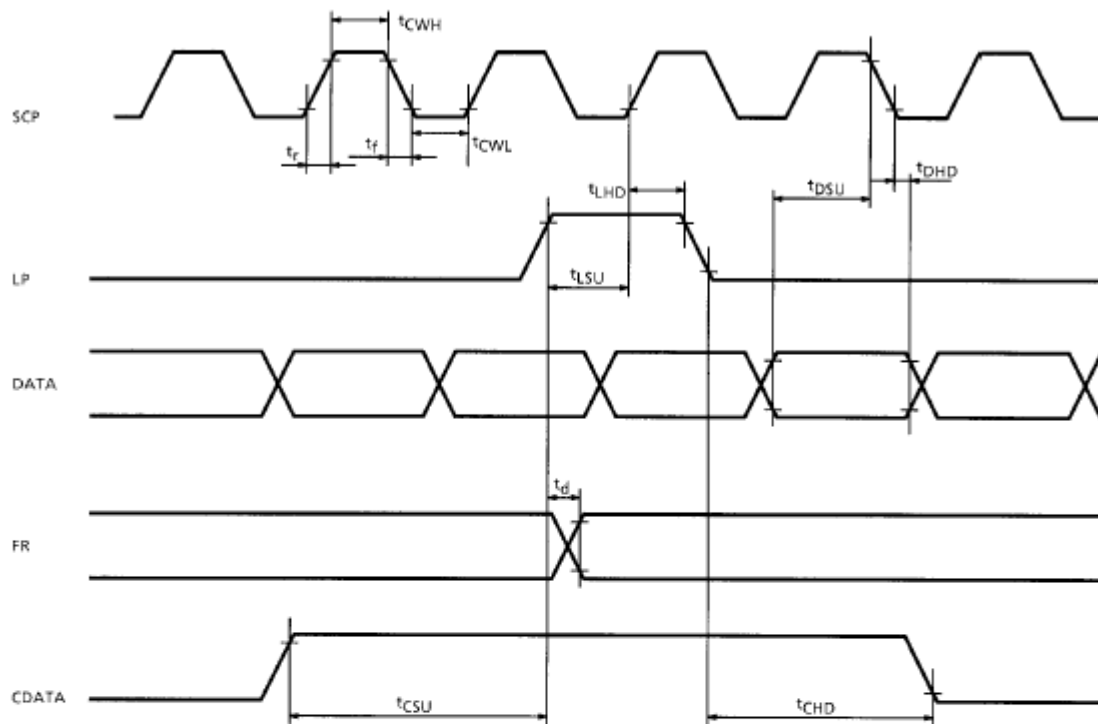 tCWH
SCP
tr
tf
tCWL
tLHD
tDSU
tDHD
LP
tLSU
DATA
td
FR
CDATA
tCSU
tCHD